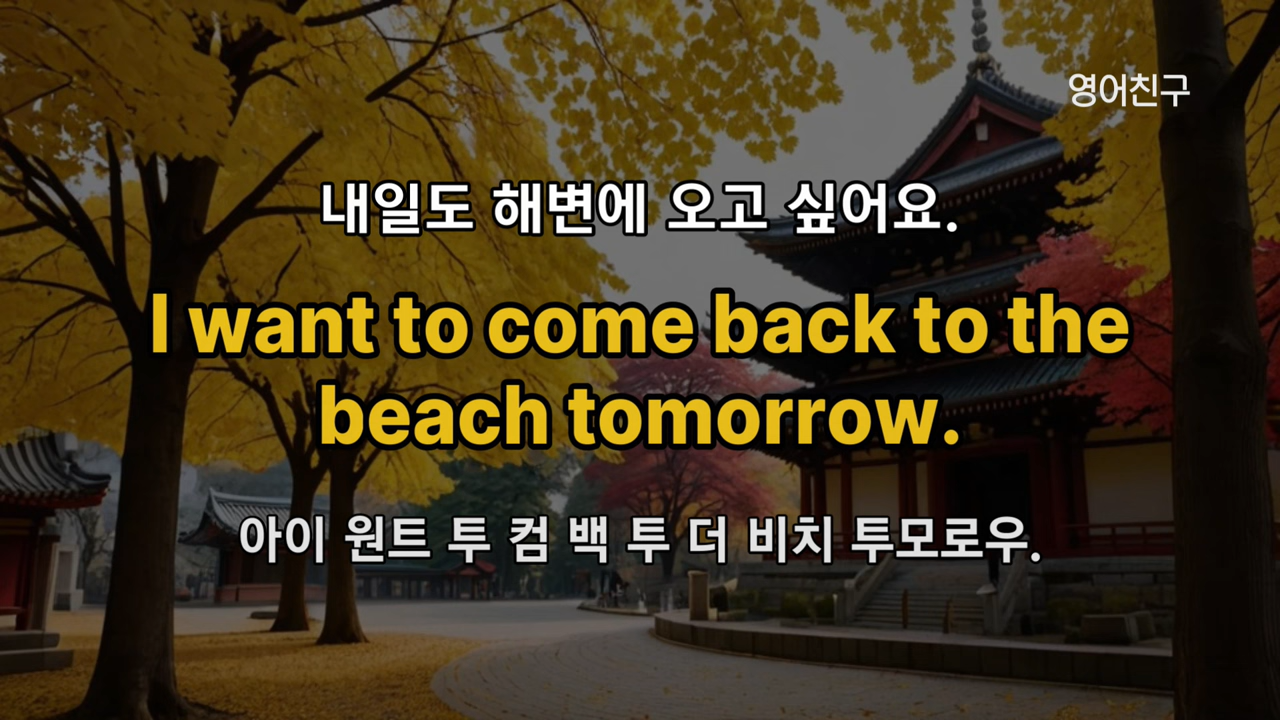 영어친구
내일도 해변에 오고 싶어요.
I want to come back to the
beach tomorrow.
아이 원트 투 컴 백 투 더 비치 투모로우.